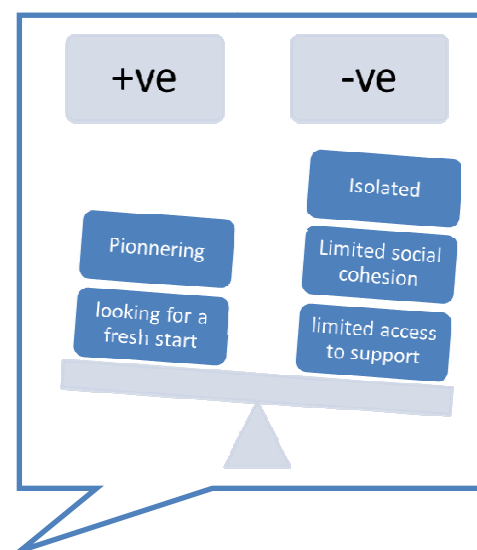 +ve
-ve
Pionnering
looking for a
fresh start
Isolated
Limited social
cohesion
limited access
to support